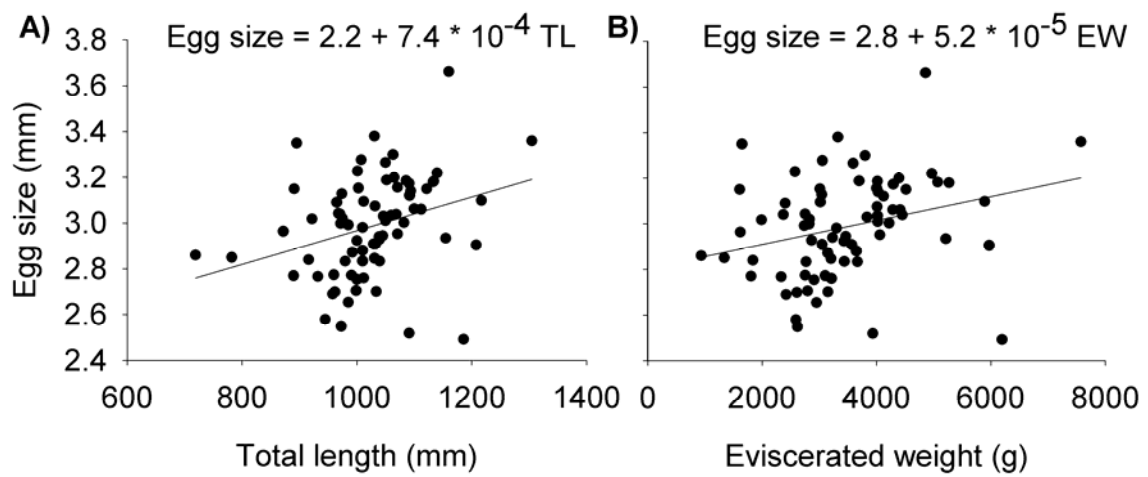 A) Egg size = 2.2 + 7.4 * 10⁻⁴ TL
B) Egg size = 2.8 + 5.2 * 10⁻⁵ EW
3.8
3.6
3.4
3.2
3.0
2.8
2.6
2.4
Egg size (mm)
600 800 1000 1200 1400
0 2000 4000 6000 8000
Total length (mm)
Eviscerated weight (g)